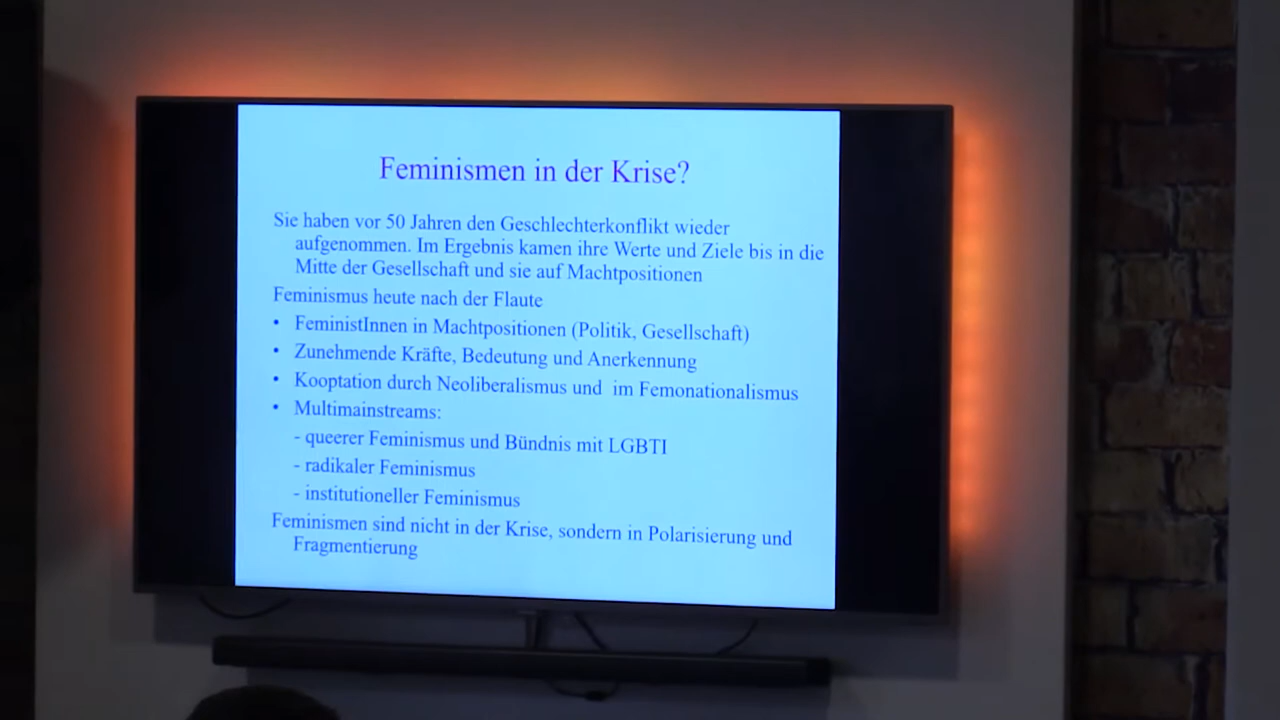 Feminismen in der Krise?
Sie haben vor 50 Jahren den Geschlechterkonflikt wieder
aufgenommen. Im Ergebnis kamen ihre Werte und Ziele bis in die
Mitte der Gesellschaft und sie auf Machtpositionen
Feminismus heute nach der Flaute
• FeministInnen in Machtpositionen (Politik, Gesellschaft)
• Zunehmende Kräfte, Bedeutung und Anerkennung
• Kooptation durch Neoliberalismus und im Femonationalismus
• Multimainstreams:
- queerer Feminismus und Bündnis mit LGBTI
- radikaler Feminismus
- institutioneller Feminismus
Feminismen sind nicht in der Krise, sondern in Polarisierung und
Fragmentierung